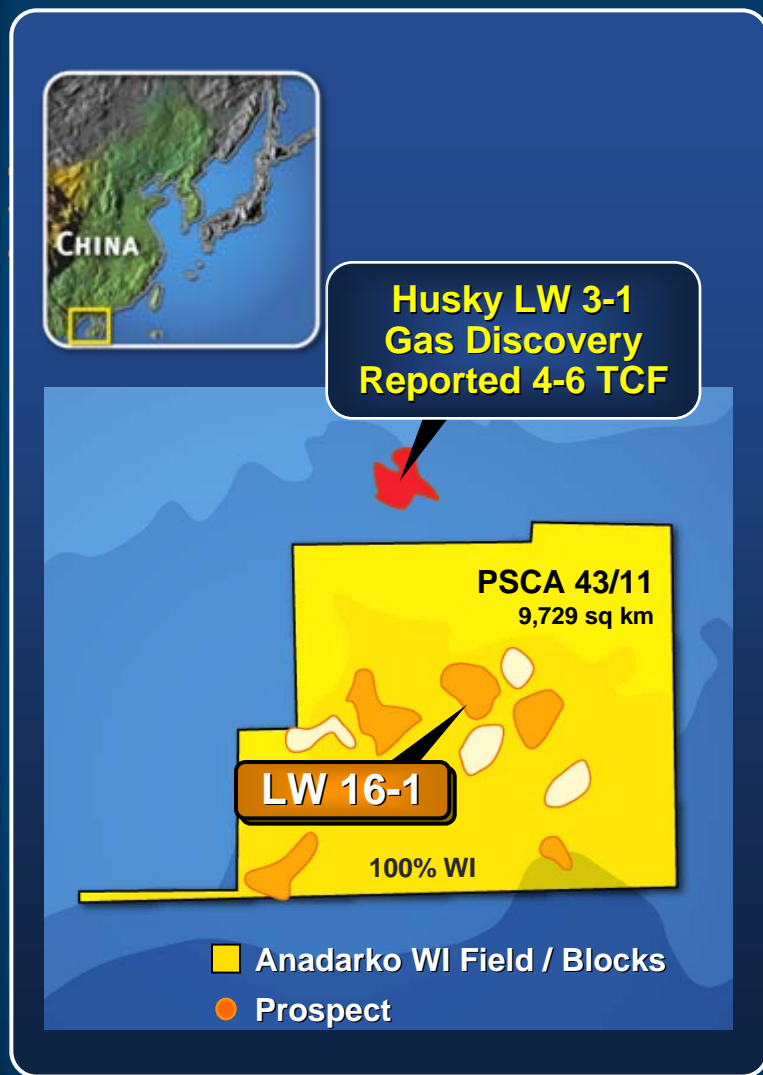 CHINA
Husky LW 3-1
Gas Discovery
Reported 4-6 TCF
PSCA 43/11
9,729 sq km
LW 16-1
100% WI
Anadarko WI Field / Blocks
Prospect